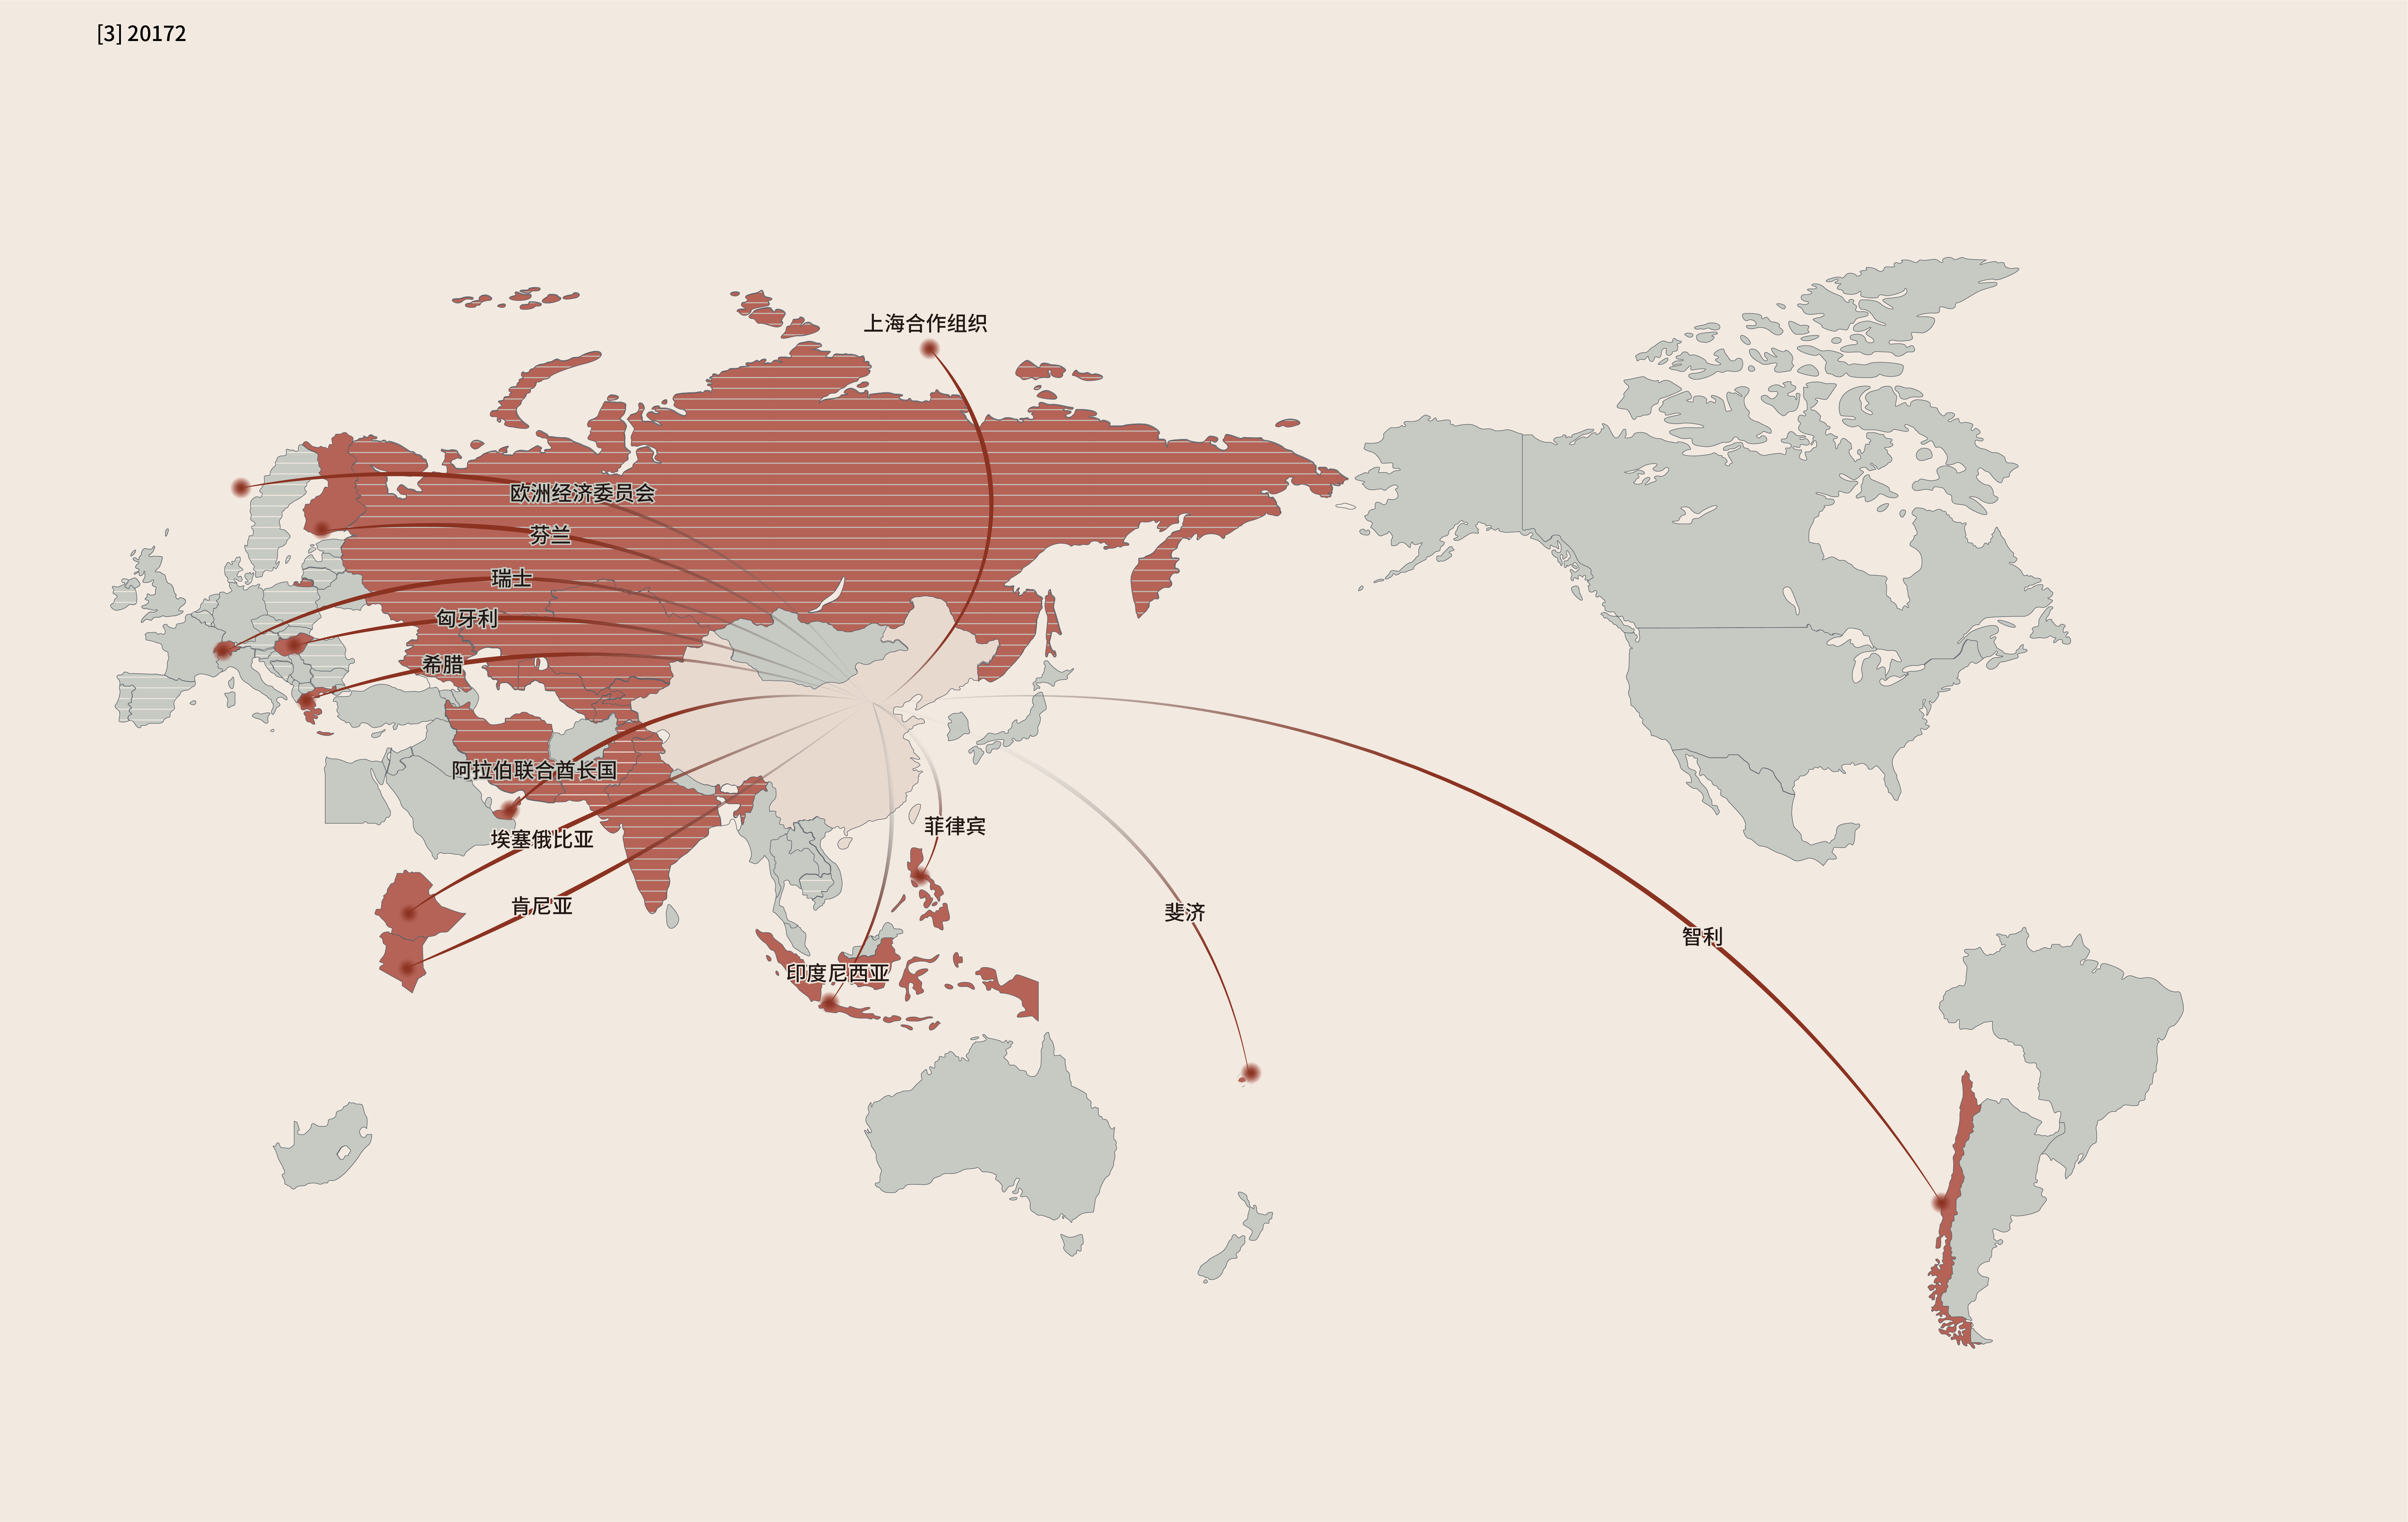 [3] 20172
上海合作组织
欧洲经济委员会
芬兰
瑞士
匈牙利
希腊
阿拉伯联合酋长国
菲律宾
埃塞俄比亚
肯尼亚
斐济
智利
印度尼西亚